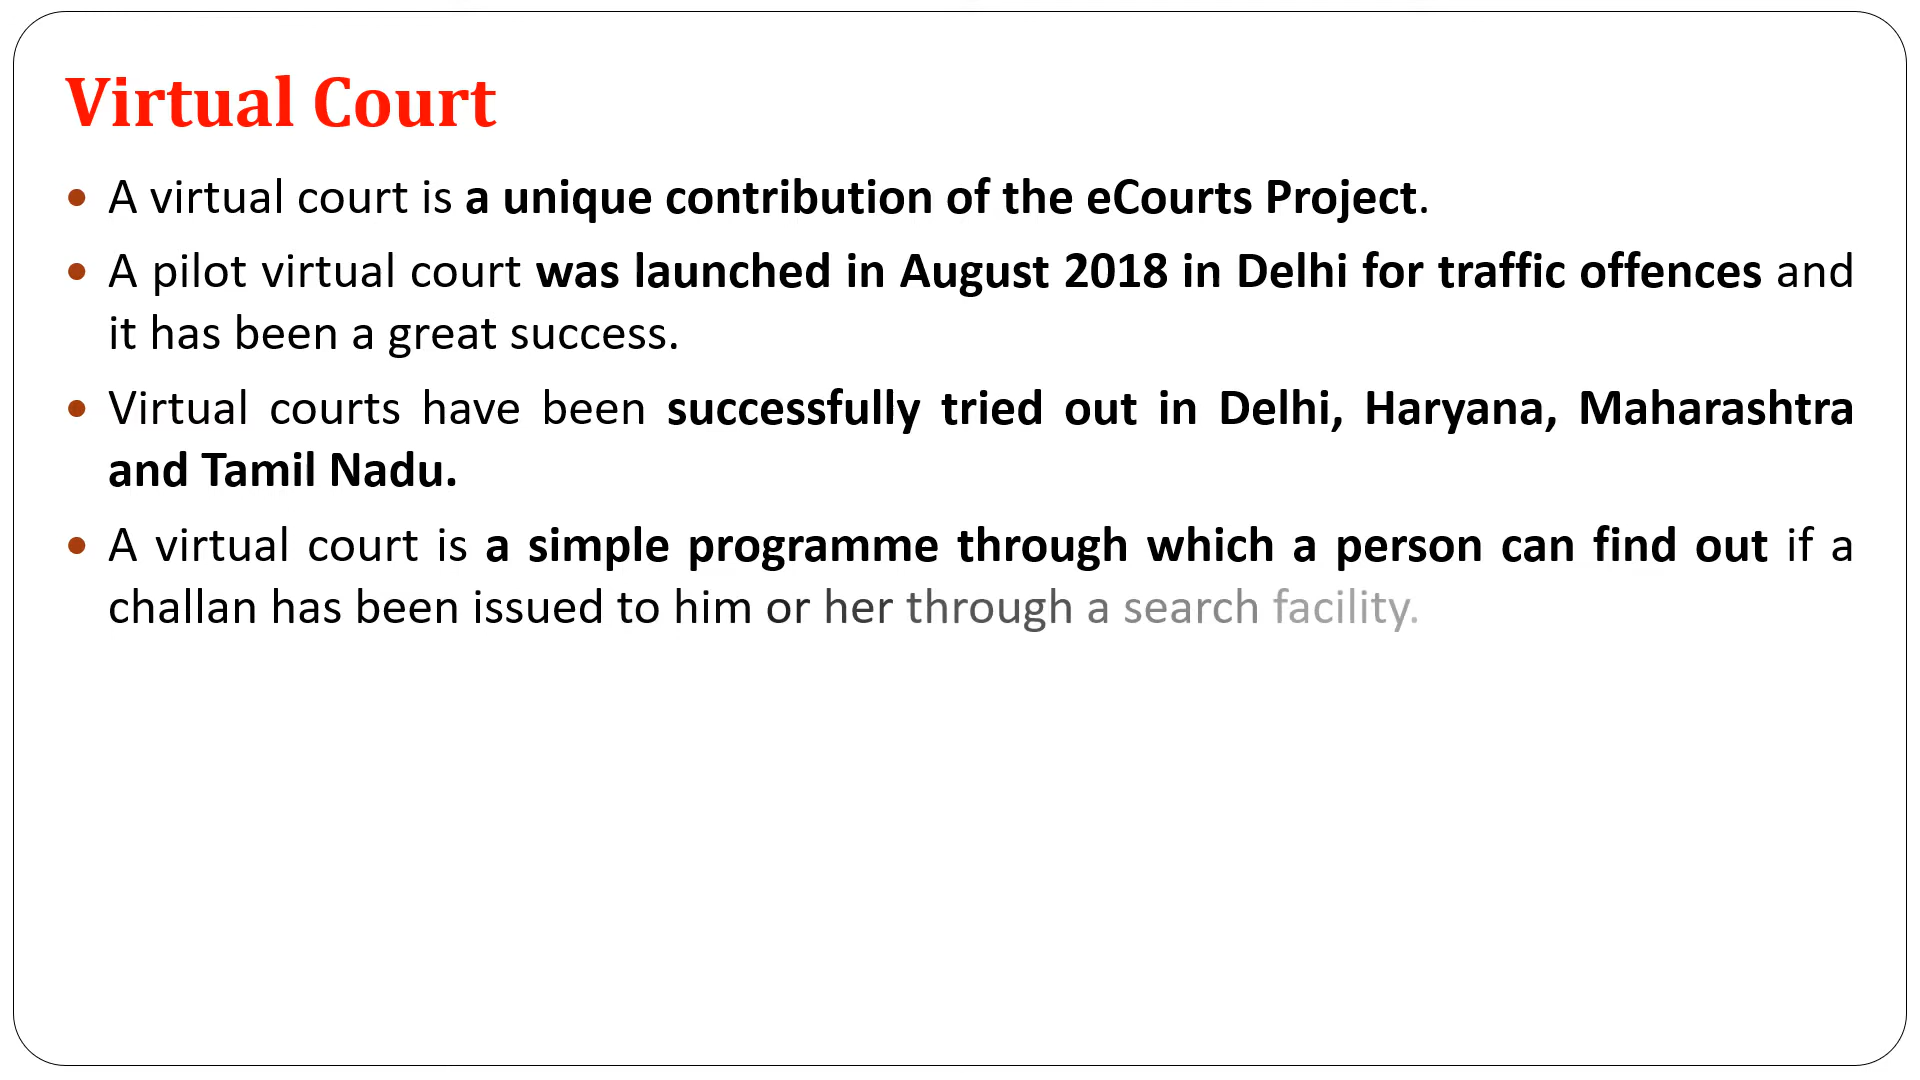 Virtual Court
• A virtual court is a unique contribution of the eCourts Project.
• A pilot virtual court was launched in August 2018 in Delhi for traffic offences and
it has been a great success.
• Virtual courts have been successfully tried out in Delhi, Haryana, Maharashtra
and Tamil Nadu.
• A virtual court is a simple programme through which a person can find out if a
challan has been issued to him or her through a search facility.